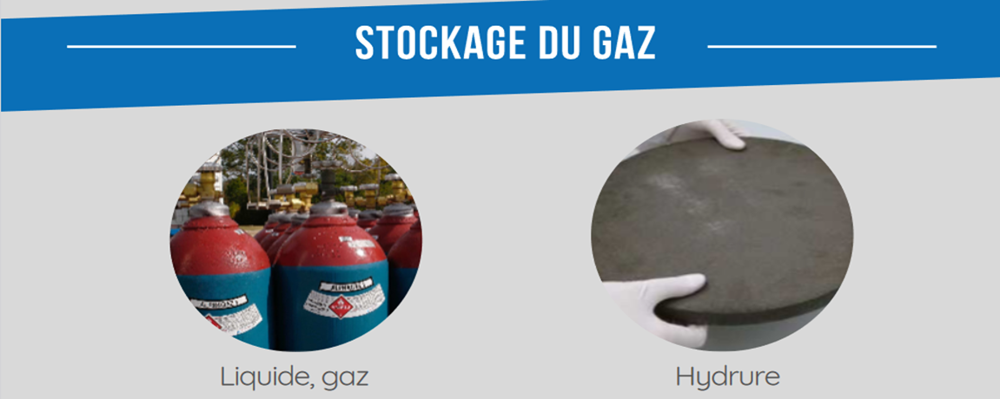 STOCKAGE DU GAZ
Liquide, gaz
Hydrure